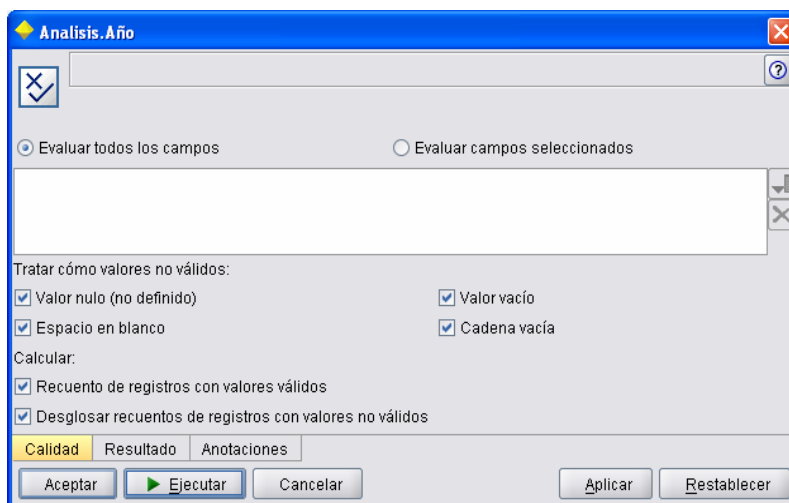 Analisis.Año
Evaluar todos los campos Evaluar campos seleccionados
Tratar cómo valores no válidos:
Valor nulo (no definido) Valor vacío
Espacio en blanco Cadena vacía
Calcular:
Recuento de registros con valores válidos
Desglosar recuentos de registros con valores no válidos
Calidad Resultado Anotaciones
Aceptar Ejecutar Cancelar Aplicar Restablecer